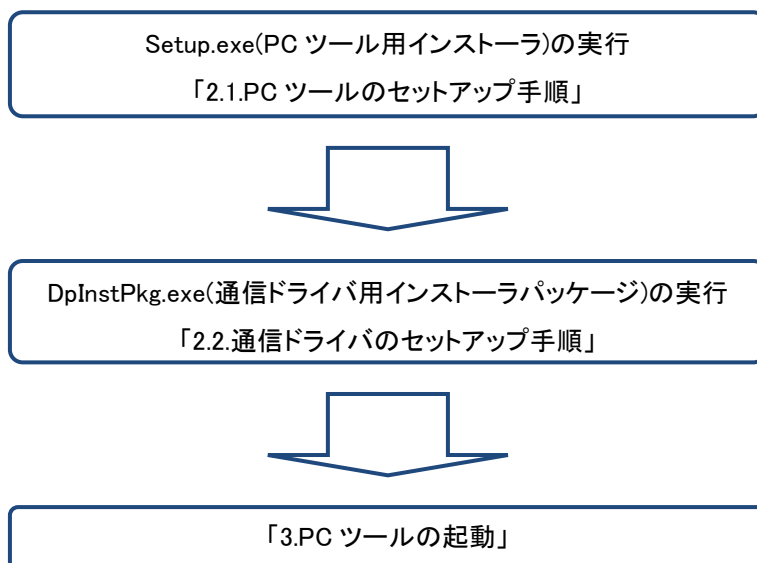 Setup.exe(PC ツール用インストーラ)の実行
「2.1.PC ツールのセットアップ手順」
DpInstPkg.exe(通信ドライバ用インストーラパッケージ)の実行
「2.2.通信ドライバのセットアップ手順」
「3.PC ツールの起動」